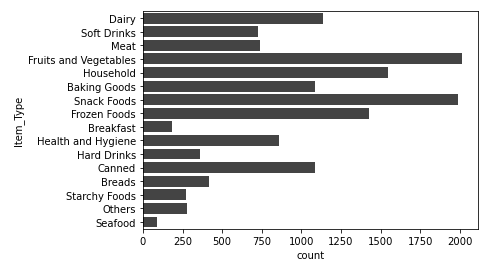 Dairy
Soft Drinks
Meat
Fruits and Vegetables
Household
Baking Goods
Snack Foods
Frozen Foods
Breakfast
Health and Hygiene
Hard Drinks
Canned
Breads
Starchy Foods
Others
Seafood
Item_Type
0 250 500 750 1000 1250 1500 1750 2000
count